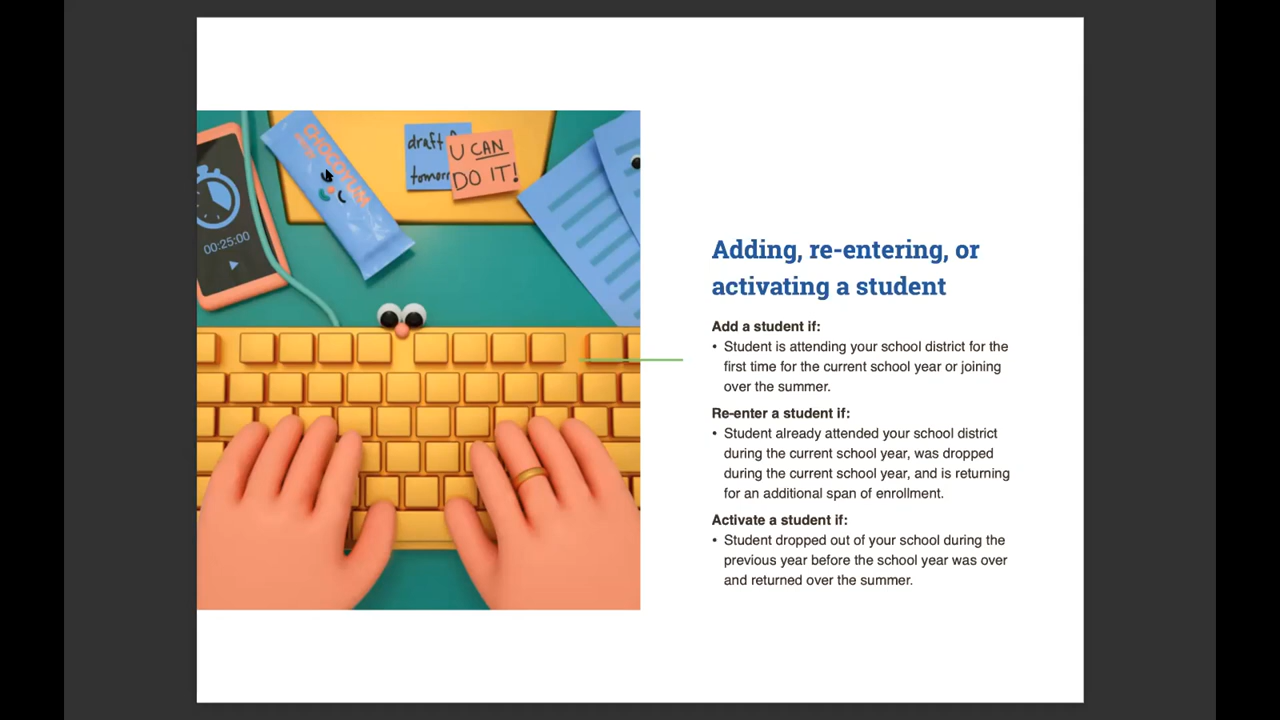 CHOCOYUM
draft
tomorr
U CAN
DO IT!
00:25:00
Adding, re-entering, or
activating a student
Add a student if:
• Student is attending your school district for the
first time for the current school year or joining
over the summer.
Re-enter a student if:
• Student already attended your school district
during the current school year, was dropped
during the current school year, and is returning
for an additional span of enrollment.
Activate a student if:
• Student dropped out of your school during the
previous year before the school year was over
and returned over the summer.